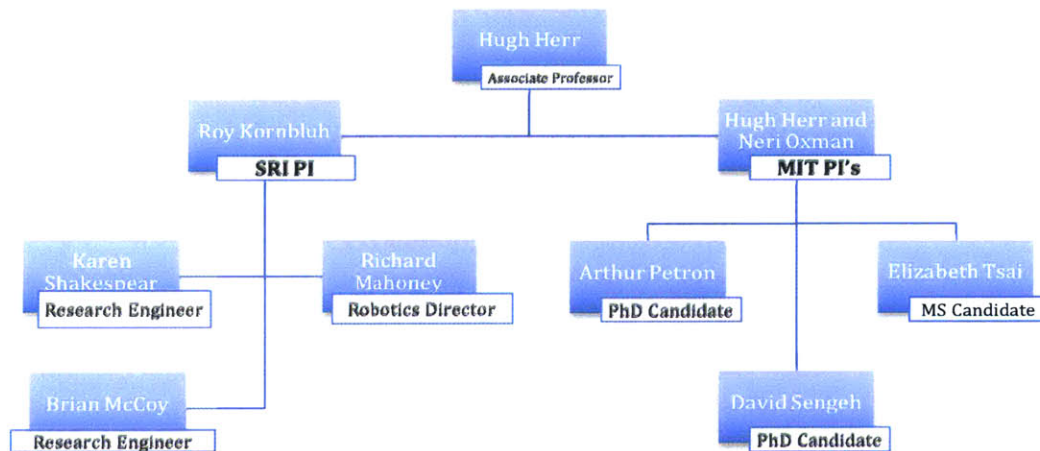 Hugh Herr
Associate Professor
Roy Kornbluh
SRI PI
Hugh Herr and
Neri Oxman
MIT PI's
Karen
Shakespear
Research Engineer
Richard
Mahoney
Robotics Director
Arthur Petron
PhD Candidate
Elizabeth Tsai
MS Candidate
Brian McCoy
Research Engineer
David Sengeh
PhD Candidate